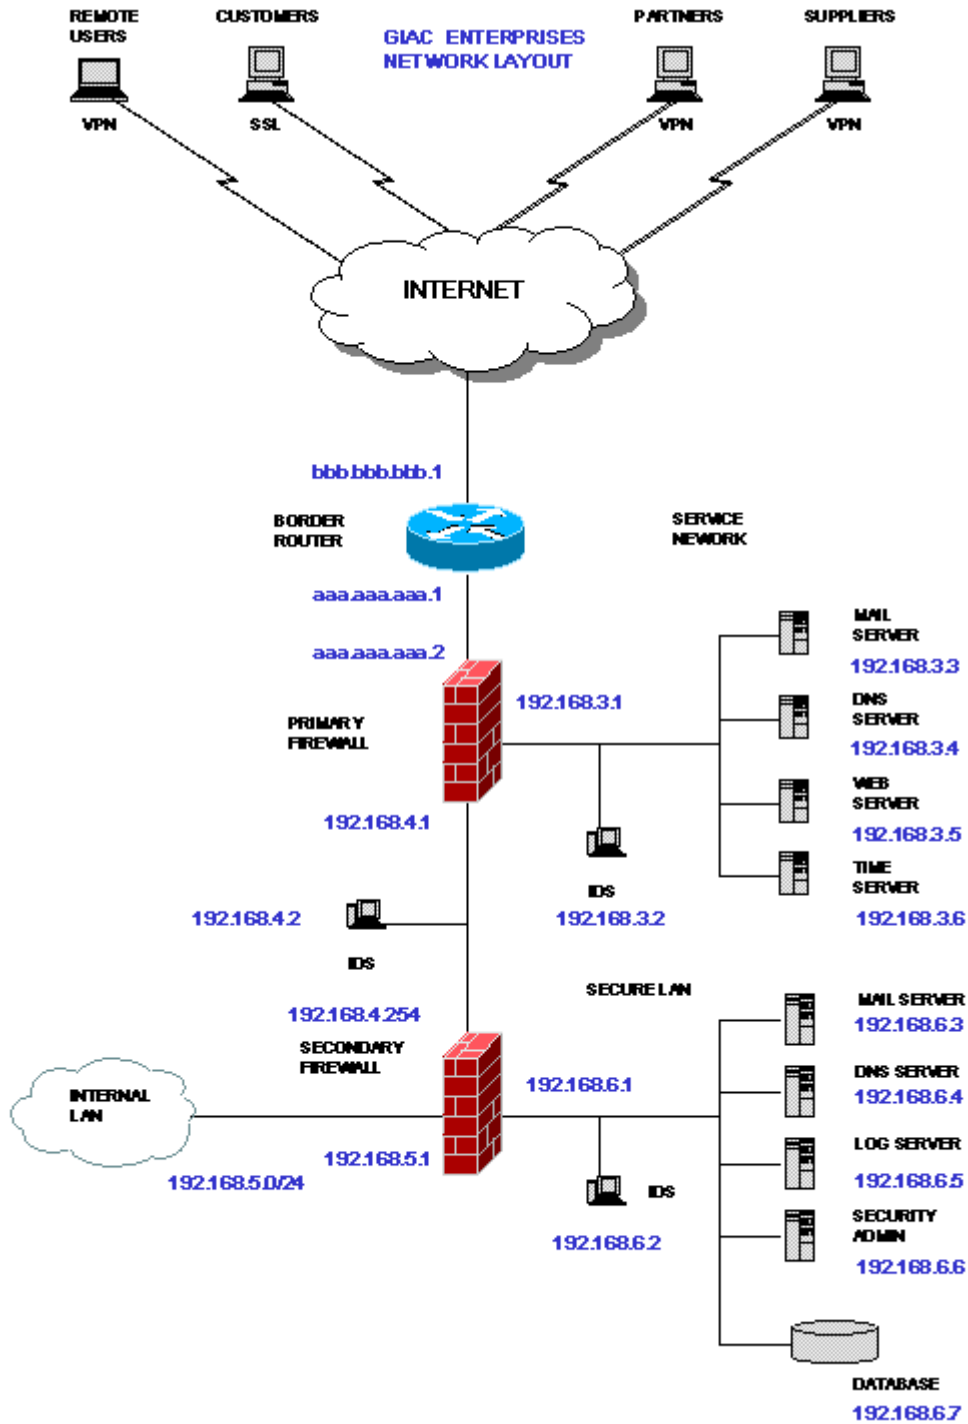 REMOTE
USERS
CUSTOMERS
GIAC ENTERPRISES
NETWORK LAYOUT
PARTNERS
SUPPLIERS
VPN
SSL
VPN
VPN
INTERNET
bbb.bbb.bbb.1
BORDER
ROUTER
SERVICE
NEWORK
aaa.aaa.aaa.1
aaa.aaa.aaa.2
MAIL
SERVER
192.168.3.3
192.168.3.1
DNS
SERVER
192.168.3.4
PRIMARY
FIREWALL
WEB
SERVER
192.168.3.5
192.168.4.1
TIME
SERVER
192.168.3.6
IDS
192.168.3.2
192.168.4.2
IDS
SECURE LAN
192.168.4.254
SECONDARY
FIREWALL
MAIL SERVER
192.168.6.3
192.168.6.1
DNS SERVER
192.168.6.4
INTERNAL
LAN
192.168.5.1
192.168.5.0/24
LOG SERVER
192.168.6.5
IDS
192.168.6.2
SECURITY
ADMIN
192.168.6.6
DATABASE
192.168.6.7